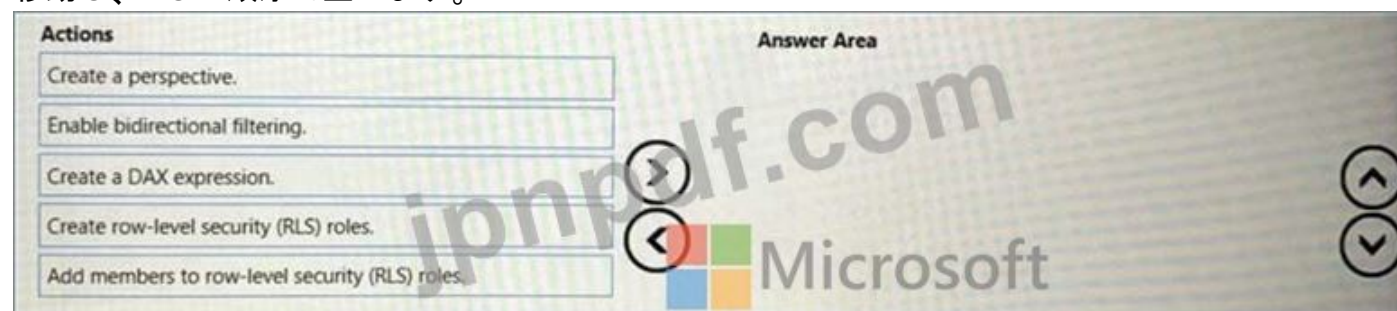 Actions
Answer Area
Create a perspective.
Enable bidirectional filtering.
Create a DAX expression.
Create row-level security (RLS) roles.
Add members to row-level security (RLS) roles.
jpnpdf.com
Microsoft